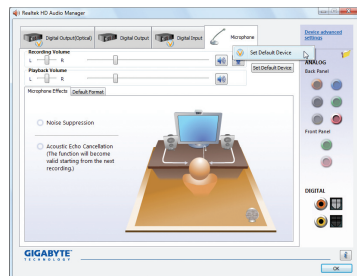 Realtek HD Audio Manager
Digital Output(Optical)
Digital Output
Digital Input
Microphone
Device advanced
settings
Recording Volume
L
R
Set Default Device
Set Default Device
Playback Volume
L
R
ANALOG
Back Panel
Microphone Effects
Default Format
Noise Suppression
Acoustic Echo Cancellation
(The function will become
valid starting from the next
recording.)
Front Panel
DIGITAL
GIGABYTE
TECHNOLOGY
i
OK